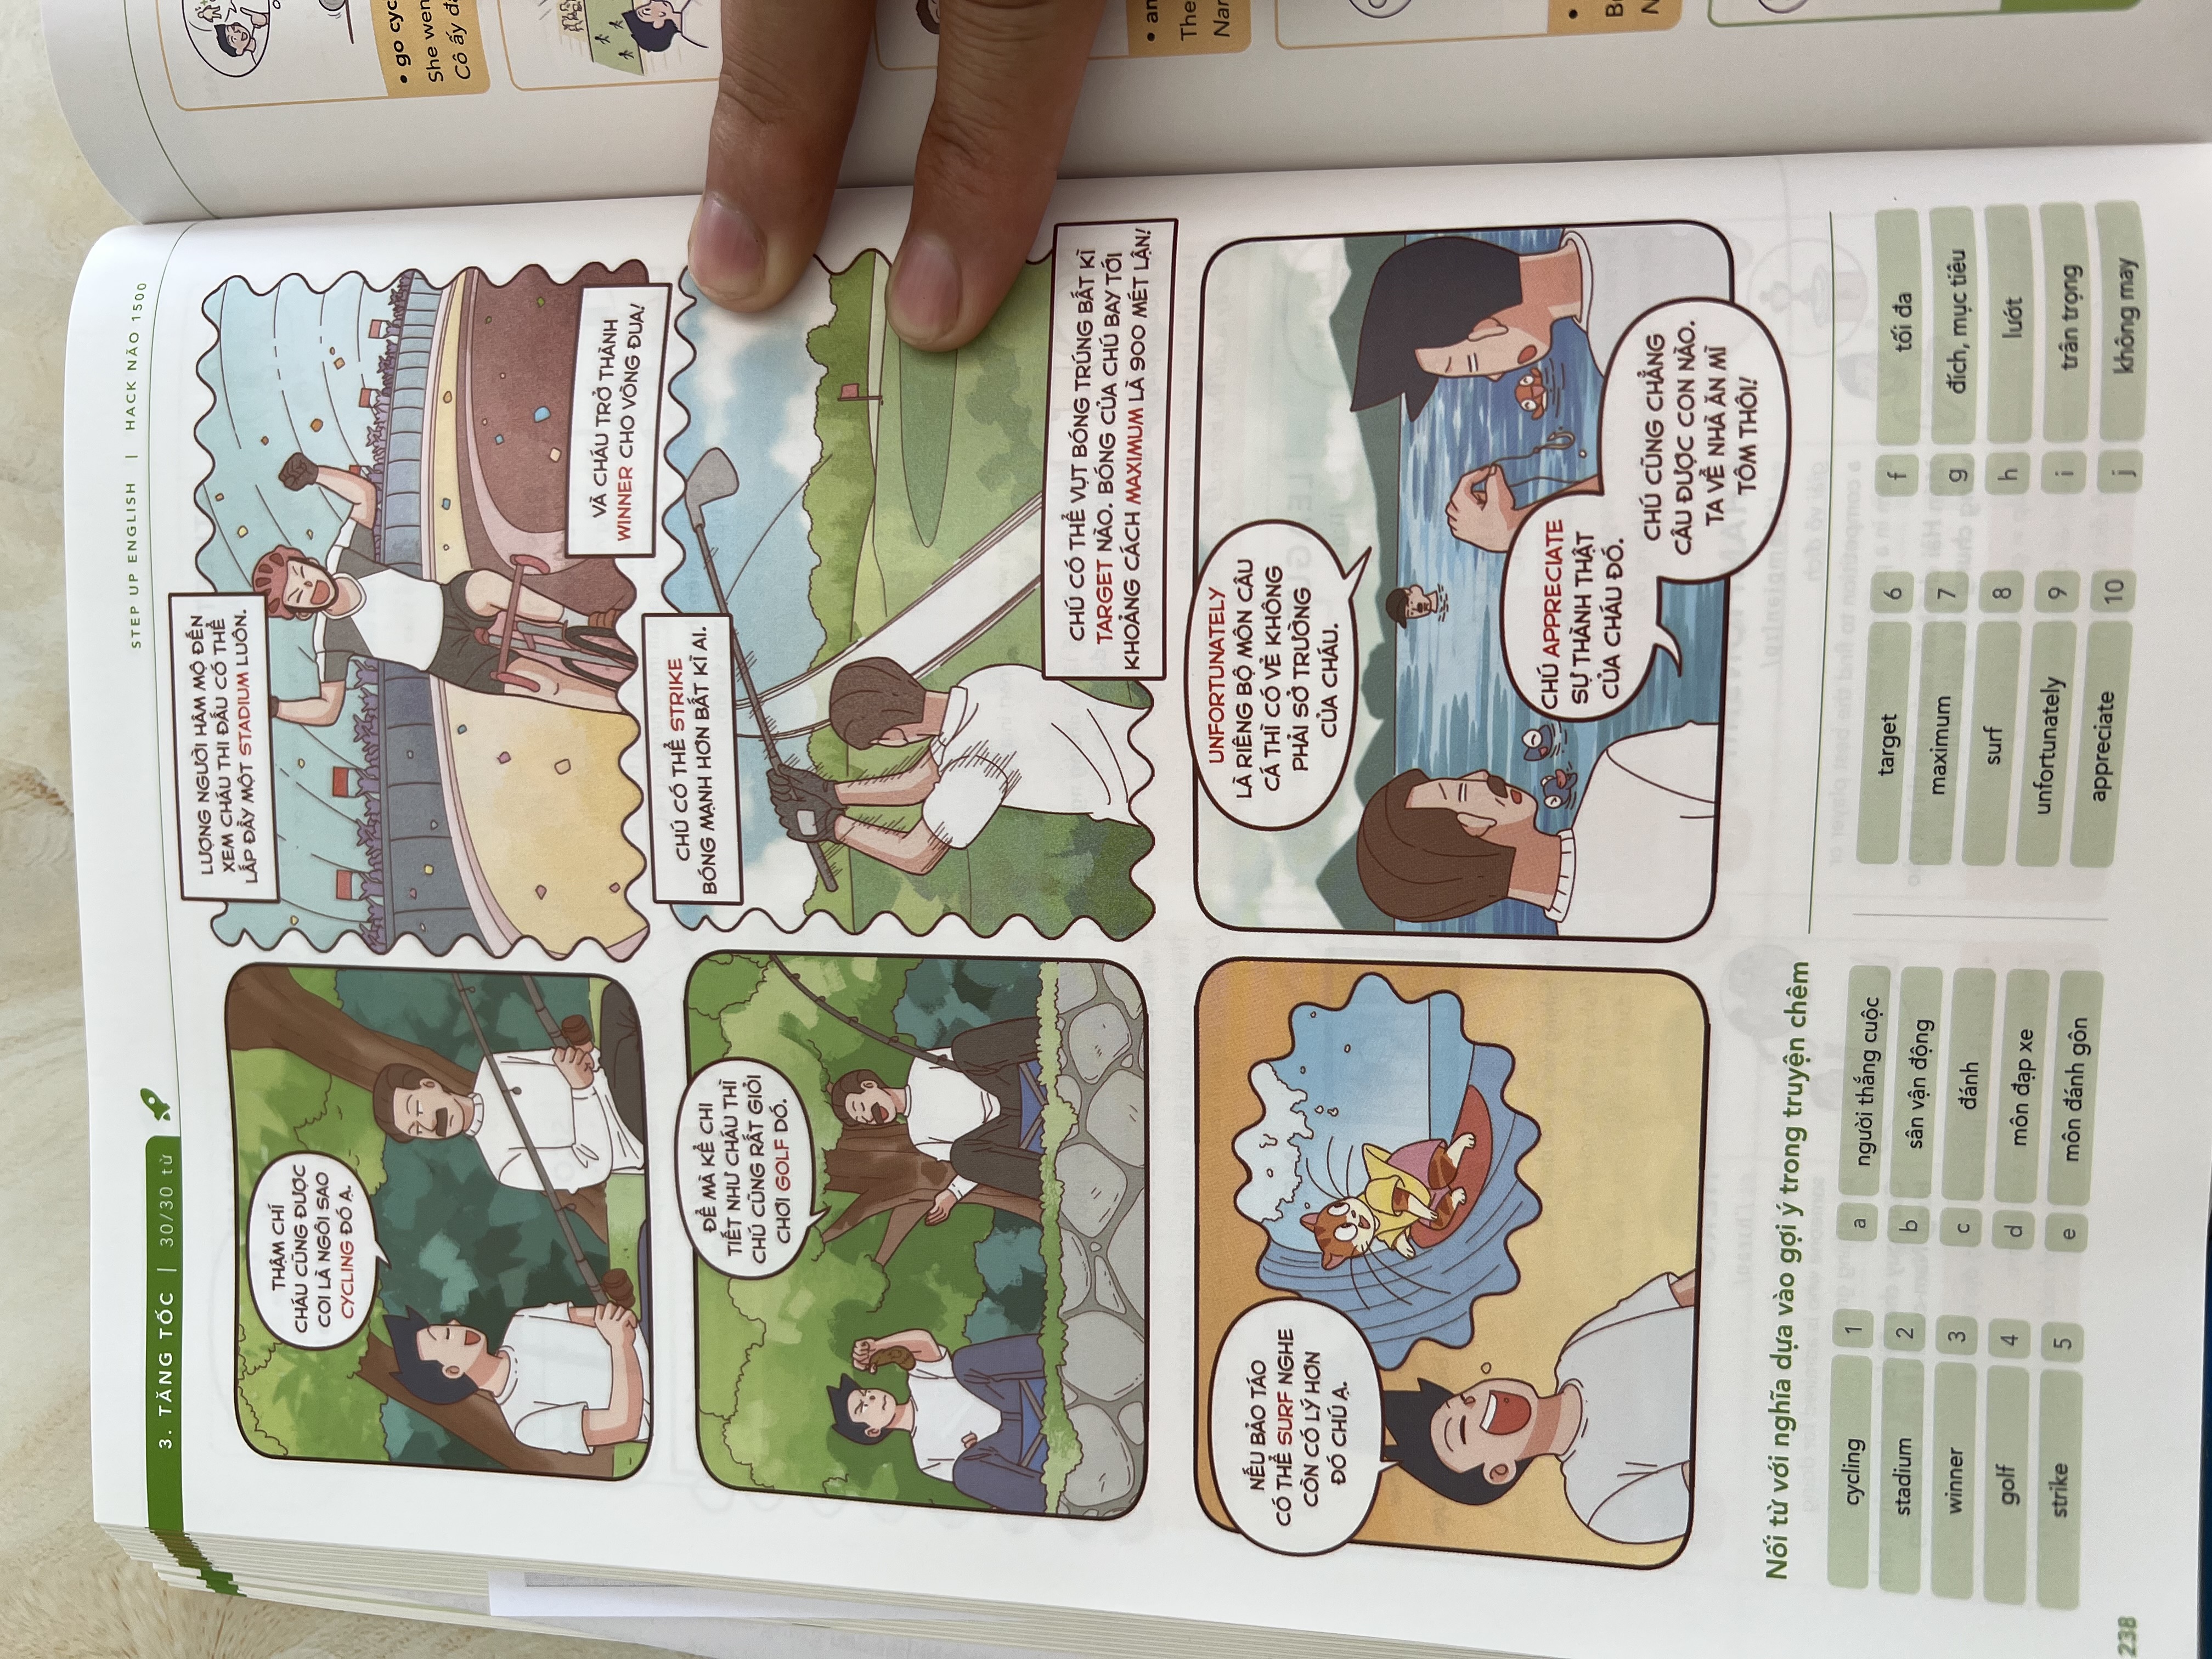 STEP UP ENGLISH | HACK NÃO 1500
3. TĂNG TỐC | 30/30 từ
THẬM CHÍ
CHÁU CŨNG ĐƯỢC
COI LÀ NGÔI SAO
CYCLING ĐÓ Ạ.
LƯỢNG NGƯỜI HÂM MỘ ĐẾN
XEM CHÁU THI ĐẤU CÓ THỂ
LẤP ĐẦY MỘT STADIUM LUÔN.
VÀ CHÁU TRỞ THÀNH
WINNER CHO VÒNG ĐUA!
ĐỂ MÀ KỂ CHI
TIẾT NHƯ CHÁU THÌ
CHÚ CŨNG RẤT GIỎI
CHƠI GOLF DÓ.
CHÚ CÓ THỂ STRIKE
BÓNG MẠNH HƠN BẤT KÌ AI.
CHÚ CÓ THỂ VỤT BÓNG TRÚNG BẤT KÌ
TARGET NÀO. BÓNG CỦA CHÚ BAY TỚI
KHOẢNG CÁCH MAXIMUM LÀ 900 MÉT LẬN!
NẾU BẢO TÁO
CÓ THỂ SURF NGHE
CÒN CÓ LÝ HƠN
ĐÓ CHÚ Ạ.
UNFORTUNATELY
LÀ RIÊNG BỘ MÔN CÂU
CÁ THÌ CÓ VẺ KHÔNG
PHẢI SỞ TRƯỜNG
CỦA CHÁU.
CHÚ APPRECIATE
SỰ THÀNH THẬT
CỦA CHÁU ĐÓ.
CHÚ CŨNG CHẲNG
CÂU ĐƯỢC CON NÀO.
TA VỀ NHÀ ĂN MÌ
TÔM THÔI!
Nối từ với nghĩa dựa vào gợi ý trong truyện chêm
cycling 1 a người thắng cuộc
stadium 2 b sân vận động
winner 3 c đánh
golf 4 d môn đạp xe
strike 5 e môn đánh gôn
target 6 f tối đa
maximum 7 g đích, mục tiêu
surf 8 h lướt
unfortunately 9 i trân trọng
appreciate 10 j không may
238
• go cyc
She wen
Cô ấy đ
• an
The
Nar